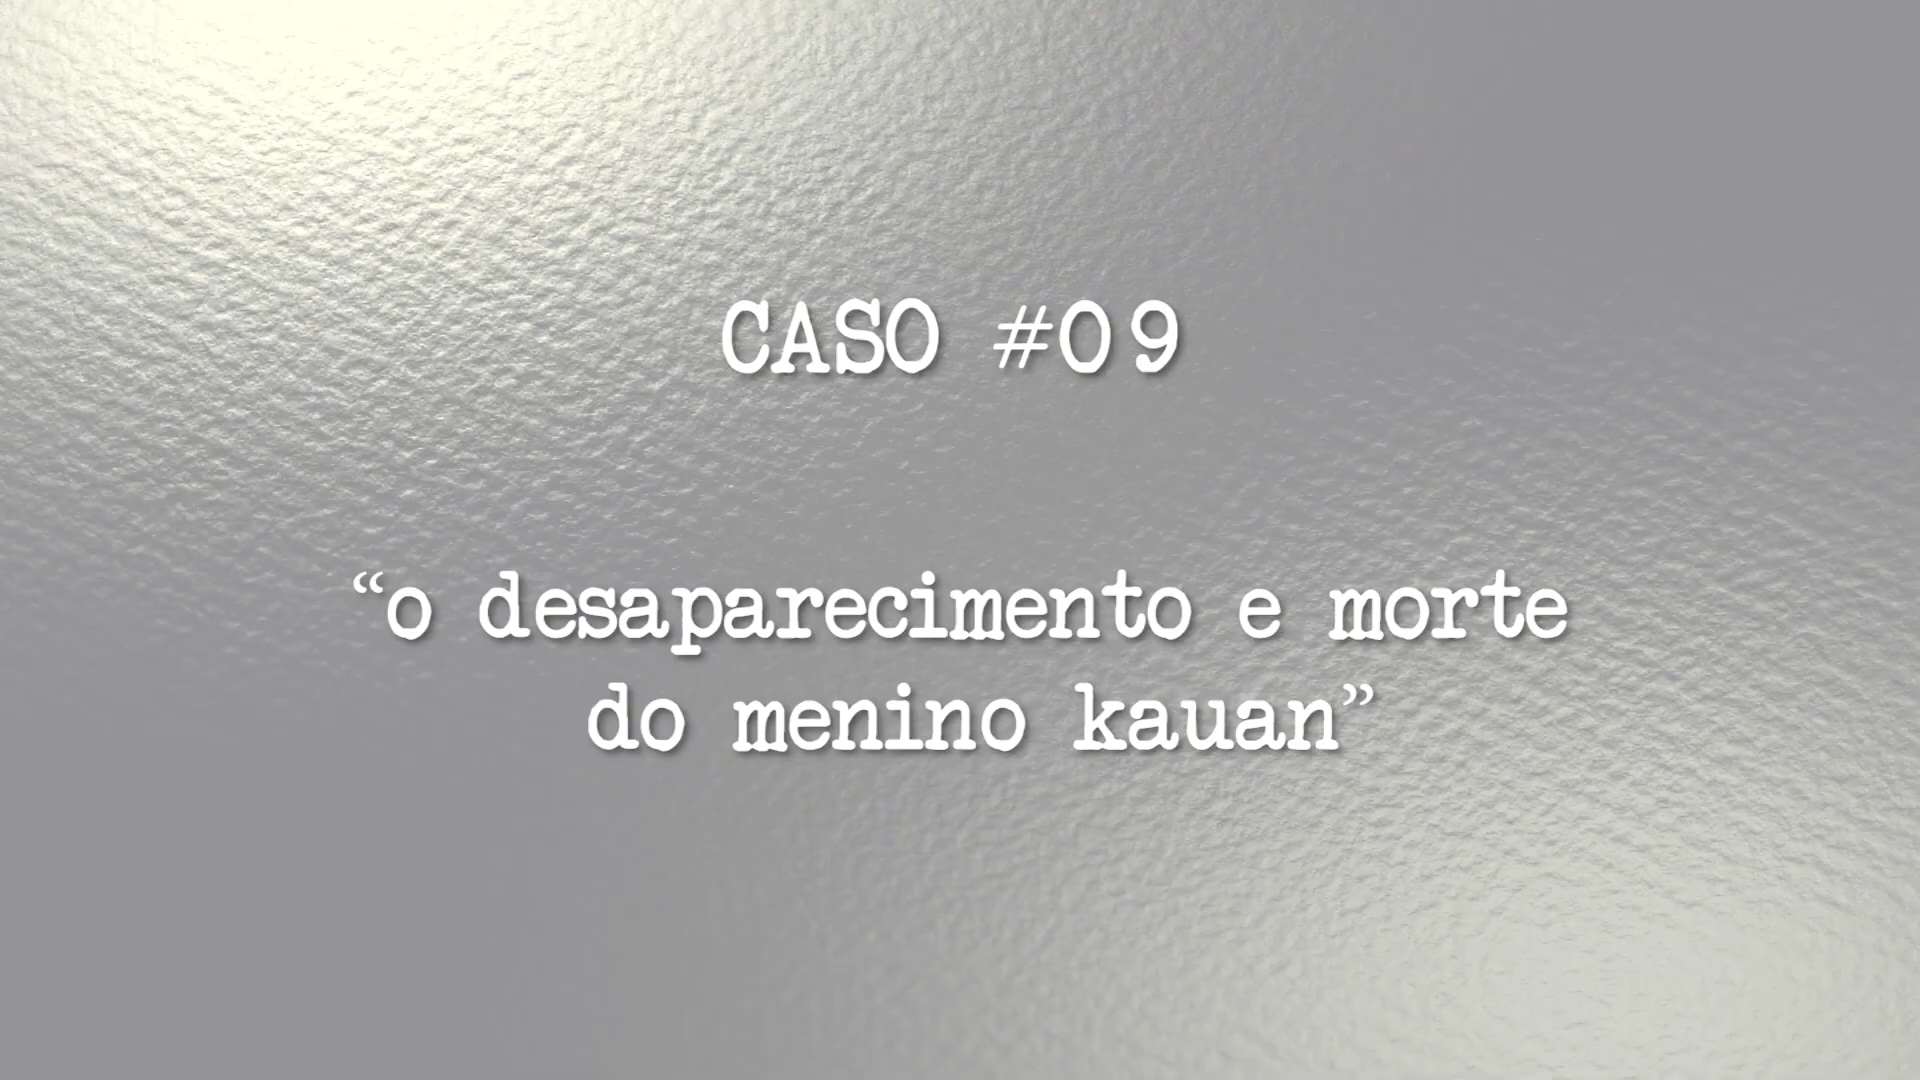 CASO #09
“o desaparecimento e morte
do menino kauan”